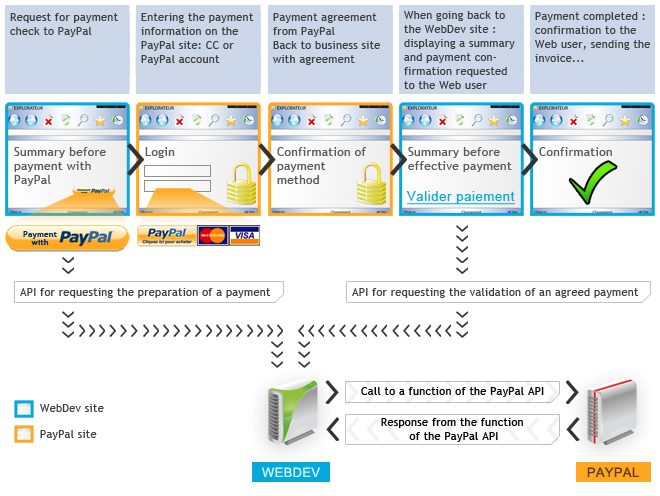 Request for payment
check to PayPal
Entering the payment
information on the
PayPal site: CC or
PayPal account
Payment agreement
from PayPal
Back to business site
with agreement
When going back to
the WebDev site :
displaying a summary
and payment con-
firmation requested
to the Web user
Payment completed :
confirmation to the
Web user, sending the
invoice...
EXPLORATEUR
Summary before
payment with
PayPal
PayPal
EXPLORATEUR
Login
EXPLORATEUR
Confirmation of
payment
method
EXPLORATEUR
Summary before
effective payment
Valider paiement
EXPLORATEUR
Confirmation
Payment
with PayPal
PayPal
Cliquez ici pour acheter
MasterCard
VISA
API for requesting the preparation of a payment
API for requesting the validation of an agreed payment
WebDev site
PayPal site
Call to a function of the PayPal API
Response from the function
of the PayPal API
WEBDEV
PAYPAL